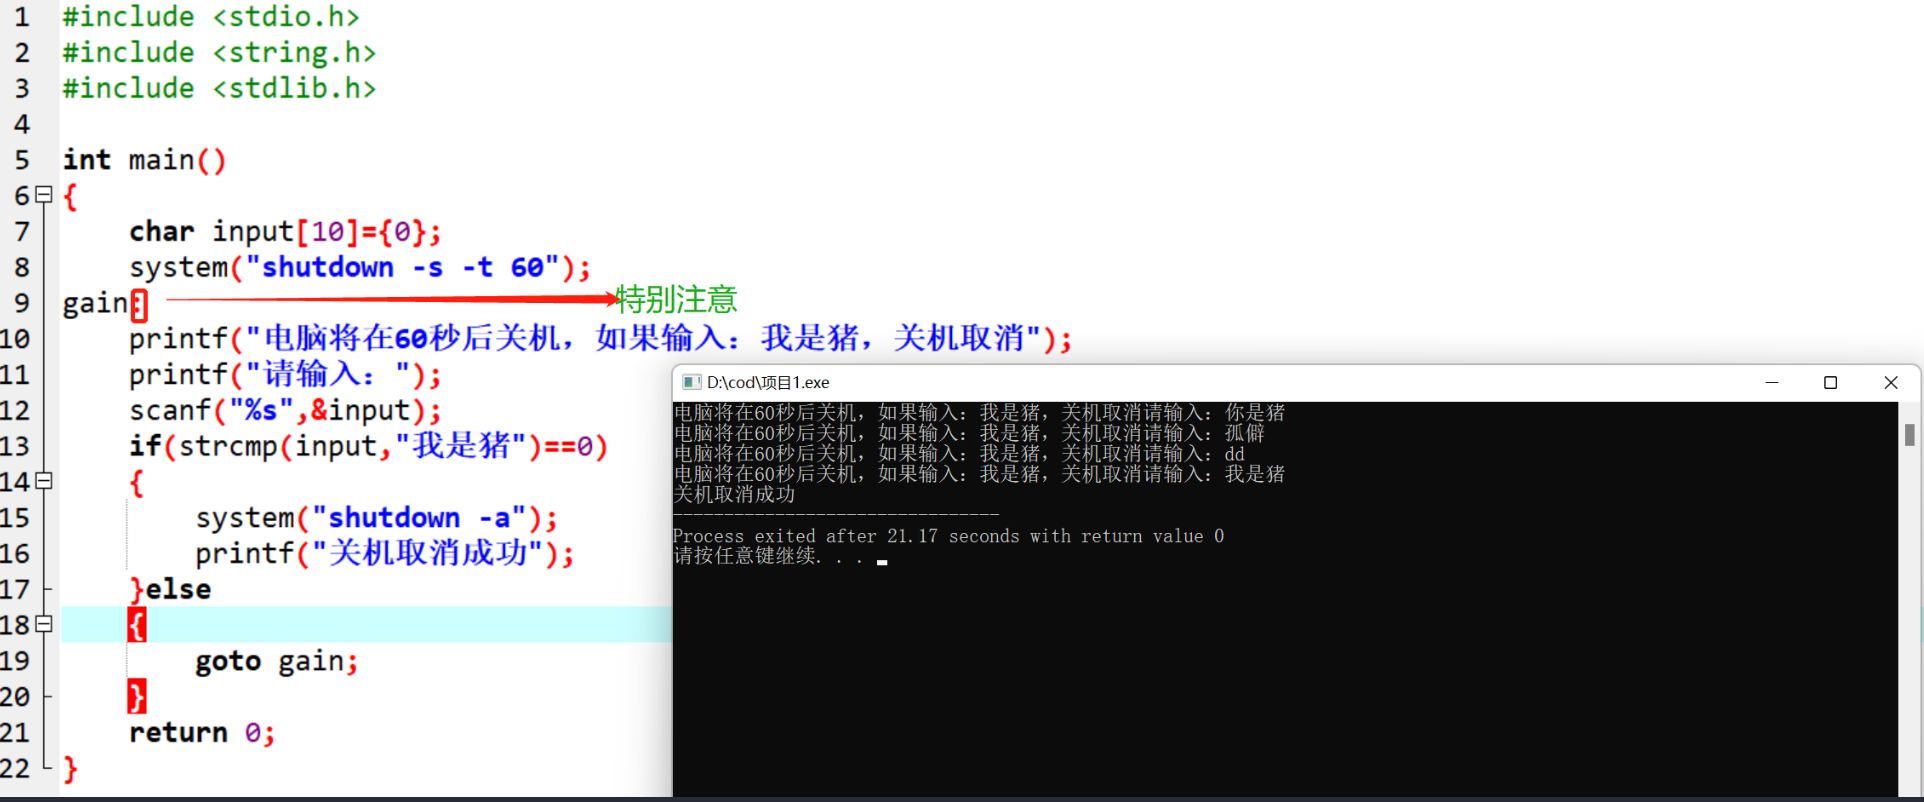 1 #include <stdio.h>
2 #include <string.h>
3 #include <stdlib.h>
4
5 int main()
6 {
7 char input[10]={0};
8 system("shutdown -s -t 60");
9 gain: 特别注意
10 printf("电脑将在60秒后关机，如果输入：我是猪，关机取消");
11 printf("请输入：");
12 scanf("%s",&input);
13 if(strcmp(input,"我是猪")==0)
14 {
15 system("shutdown -a");
16 printf("关机取消成功");
17 }else
18 {
19 goto gain;
20 }
21 return 0;
22 }
D:\cod\项目1.exe
电脑将在60秒后关机，如果输入：我是猪，关机取消请输入：你是猪
电脑将在60秒后关机，如果输入：我是猪，关机取消请输入：孤僻
电脑将在60秒后关机，如果输入：我是猪，关机取消请输入：dd
电脑将在60秒后关机，如果输入：我是猪，关机取消请输入：我是猪
关机取消成功
--------------------------------
Process exited after 21.17 seconds with return value 0
请按任意键继续. . .